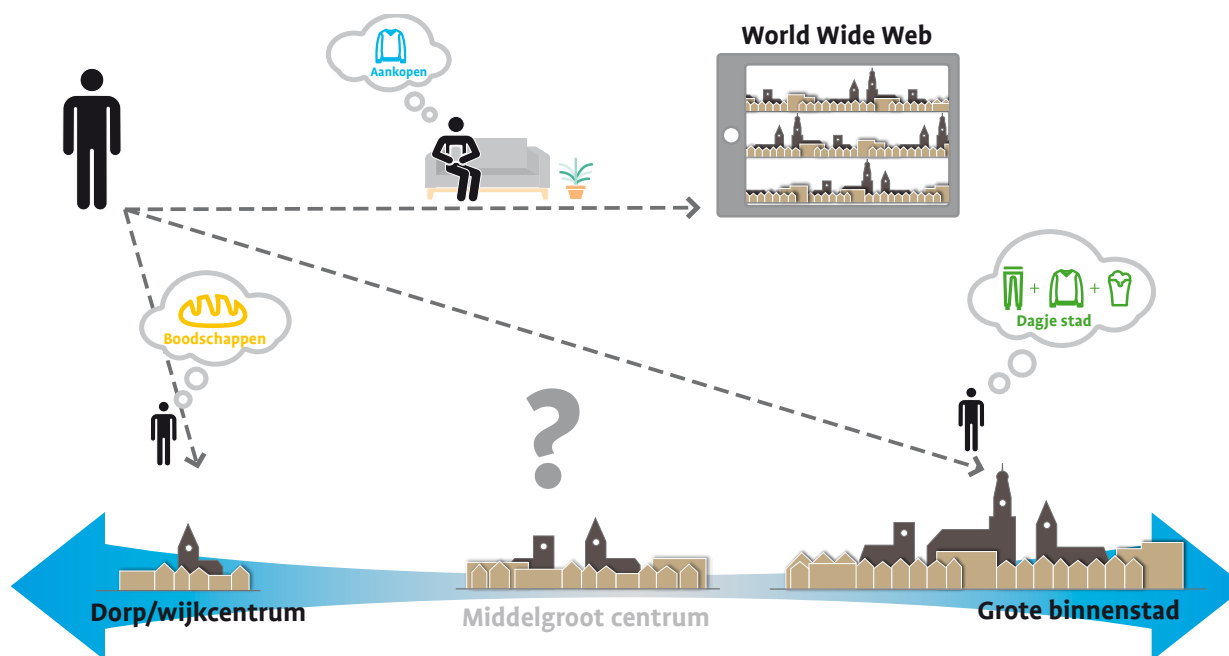 World Wide Web
Aankopen
Dagje stad
Boodschappen
?
Dorp/wijkcentrum
Middelgroot centrum
Grote binnenstad